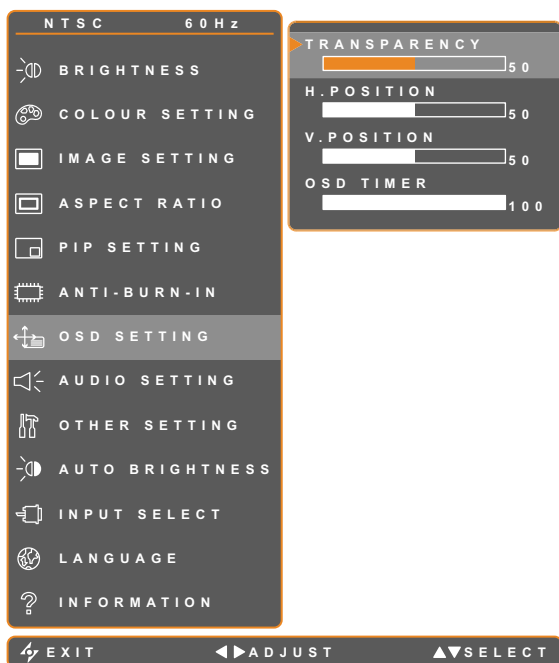 NTSC 60Hz
BRIGHTNESS
COLOUR SETTING
IMAGE SETTING
ASPECT RATIO
PIP SETTING
ANTI-BURN-IN
OSD SETTING
AUDIO SETTING
OTHER SETTING
AUTO BRIGHTNESS
INPUT SELECT
LANGUAGE
? INFORMATION
TRANSPARENCY
50
H.POSITION
50
V.POSITION
50
OSD TIMER
100
EXIT ◀▶ADJUST ▲▼SELECT